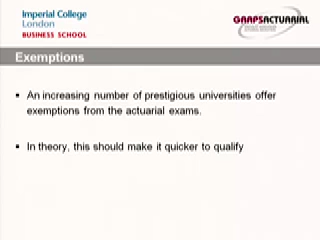 Imperial College
London
BUSINESS SCHOOL
GAAPSACTUARIAL
Exemptions
• An increasing number of prestigious universities offer
exemptions from the actuarial exams.
• In theory, this should make it quicker to qualify